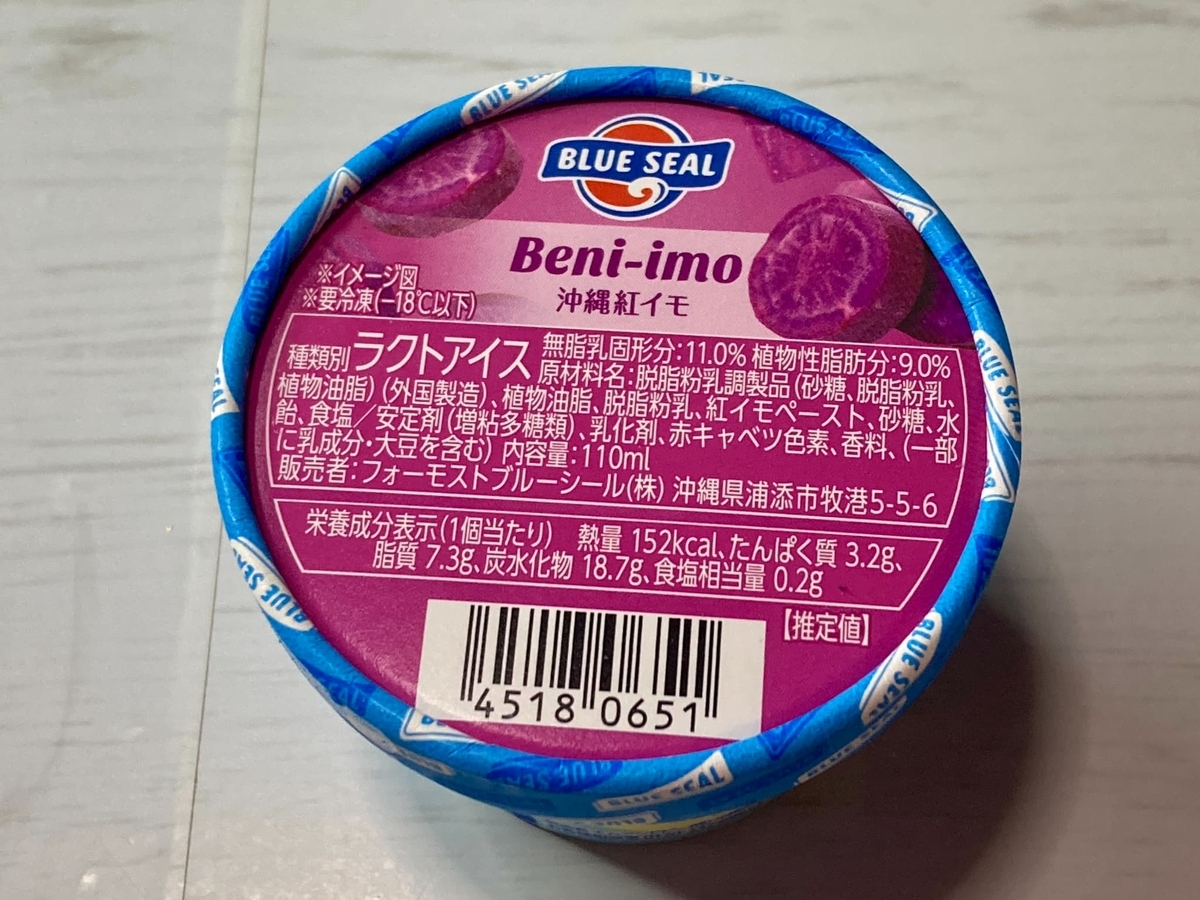 BLUE SEAL
Beni-imo
沖縄紅イモ
※イメージ図
※要冷凍(-18℃以下)
種類別 ラクトアイス 無脂乳固形分:11.0% 植物性脂肪分:9.0%
原材料名:脱脂粉乳調製品(砂糖、脱脂粉乳、
植物油脂)(外国製造)、植物油脂、脱脂粉乳、紅イモペースト、砂糖、水
飴、食塩/安定剤(増粘多糖類)、乳化剤、赤キャベツ色素、香料、(一部
に乳成分・大豆を含む) 内容量:110ml
販売者:フォーモストブルーシール(株) 沖縄県浦添市牧港5-5-6
栄養成分表示(1個当たり) 熱量 152kcal、たんぱく質 3.2g、
脂質 7.3g、炭水化物 18.7g、食塩相当量 0.2g
【推定値】
4518 0651
BLUE SEAL
BLUE SEAL
BLUE SEAL
BLUE SEAL
BLUE SEAL